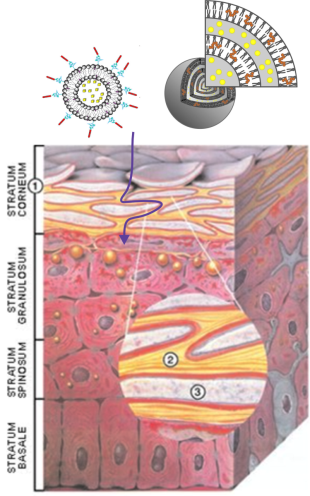 STRATUM
CORNEUM
1
STRATUM
GRANULOSUM
STRATUM
SPINOSUM
2
3
STRATUM
BASALE